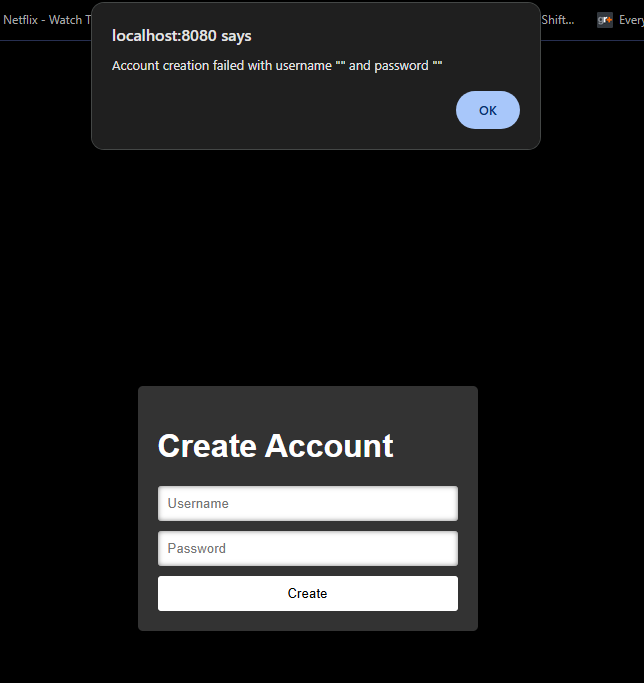 Netflix - Watch T
Shift...
gr+
Every
localhost:8080 says
Account creation failed with username "" and password ""
OK
Create Account
Username
Password
Create